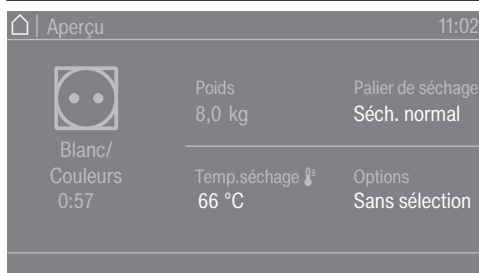 Aperçu
11:02
Blanc/
Couleurs
0:57
Poids
8,0 kg
Palier de séchage
Séch. normal
Temp.séchage
66 °C
Options
Sans sélection